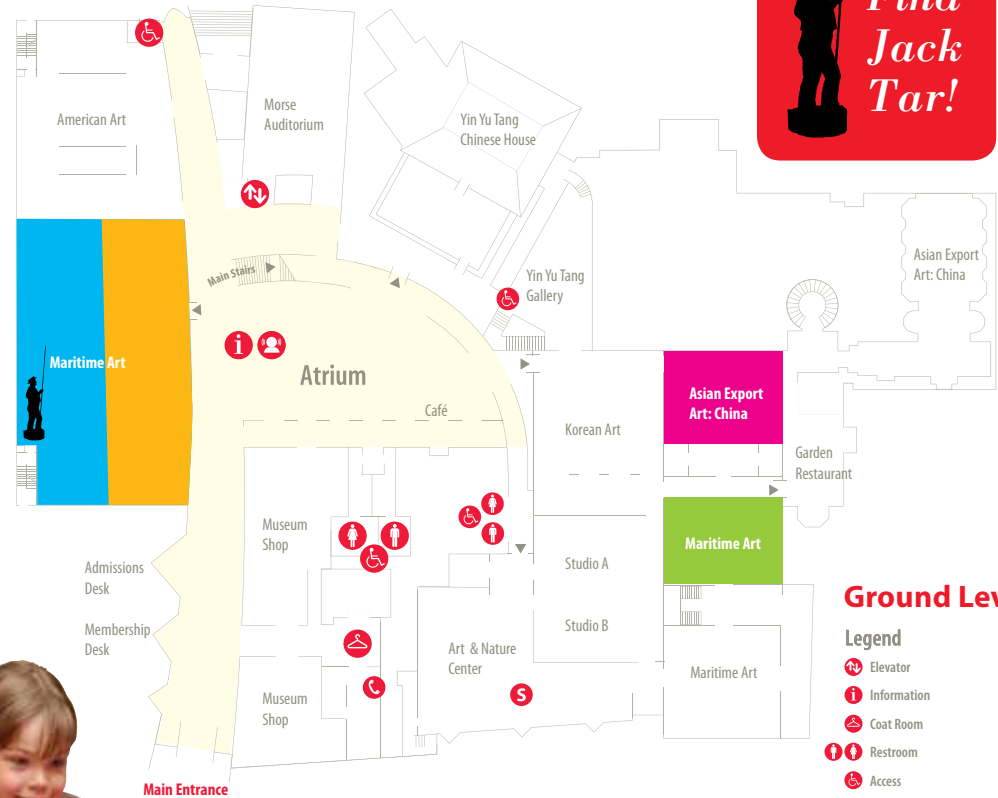 Find
Jack
Tar!
American Art
Morse
Auditorium
Yin Yu Tang
Chinese House
Asian Export
Art: China
Main Stairs
Yin Yu Tang
Gallery
Maritime Art
i
Atrium
Café
Asian Export
Art: China
Korean Art
Garden
Restaurant
Museum
Shop
Maritime Art
Admissions
Desk
Studio A
Membership
Desk
Studio B
Art & Nature
Center
Maritime Art
S
Museum
Shop
Main Entrance
Ground Lev
Legend
Elevator
i Information
Coat Room
Restroom
Access